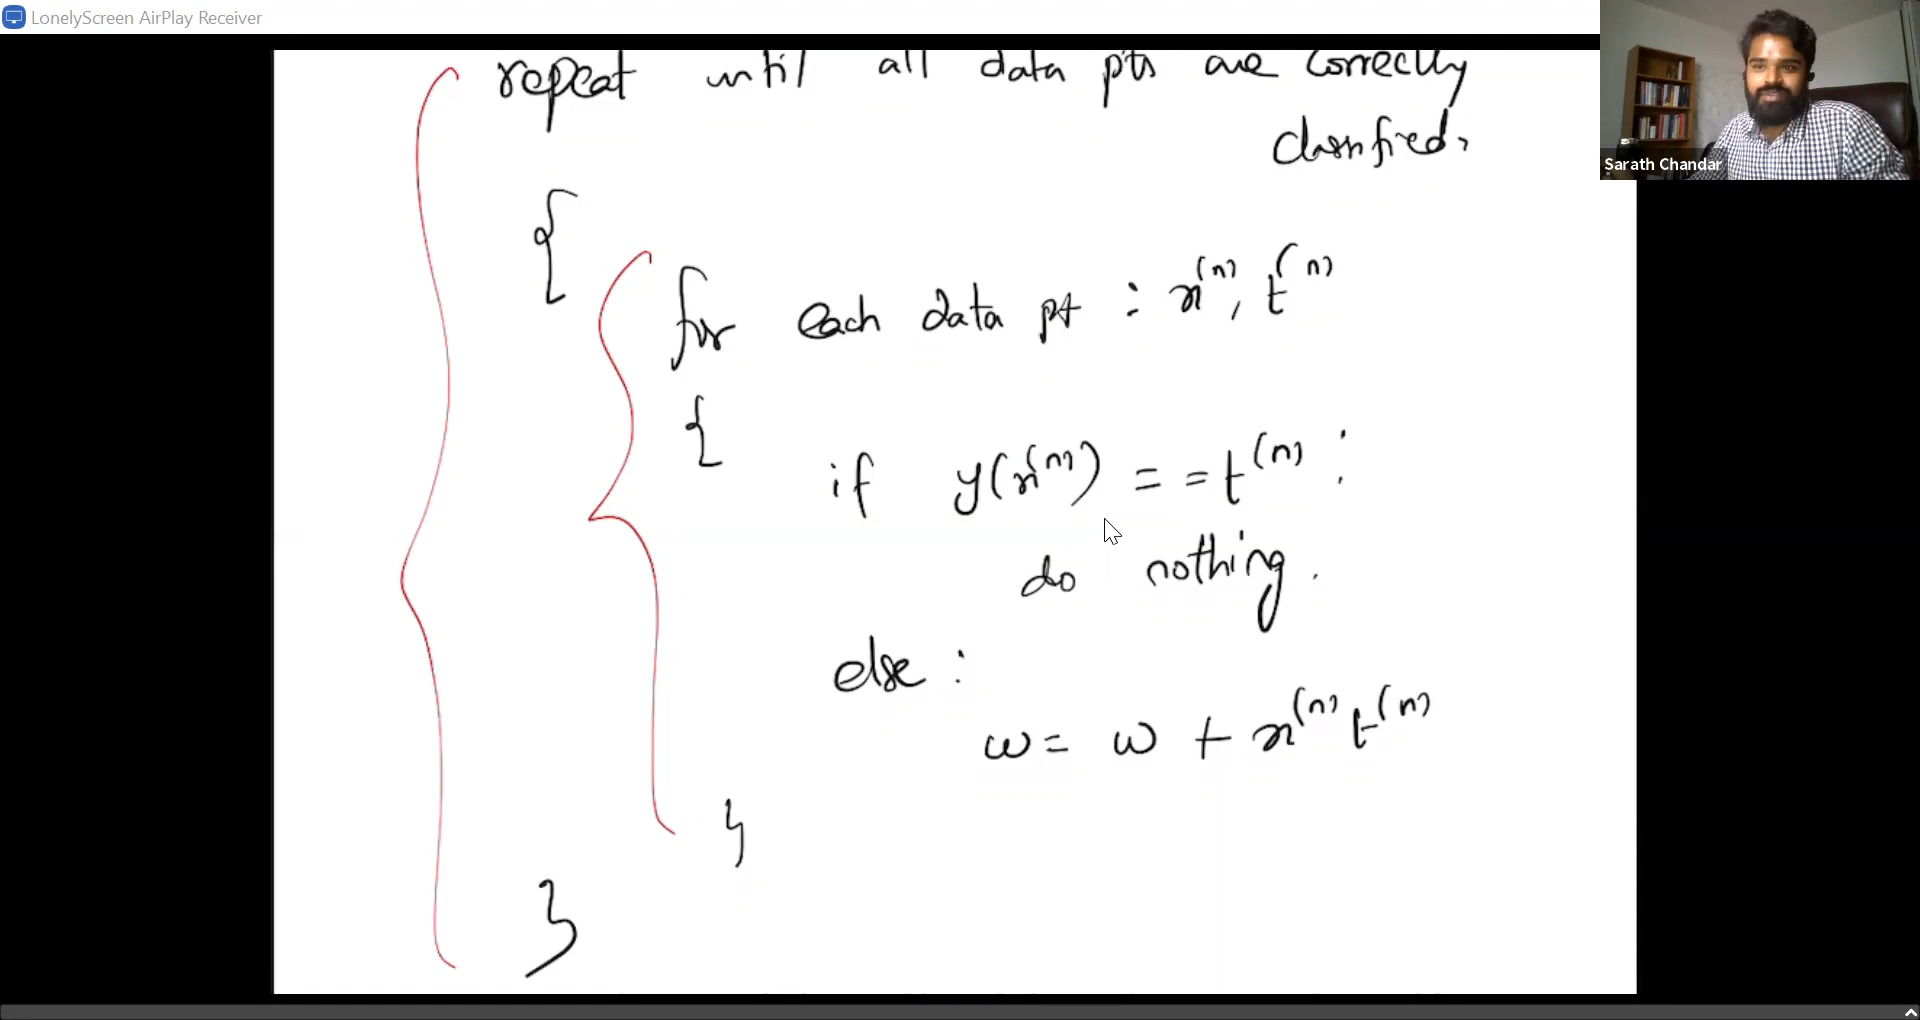 LonelyScreen AirPlay Receiver
Sarath Chandar
repeat until all data pts are correctly
classified.
{
for each data pt : x^(n), t^(n)
{
if y(x^(n)) == t^(n) :
do nothing.
else :
w = w + x^(n) t^(n)
}
}